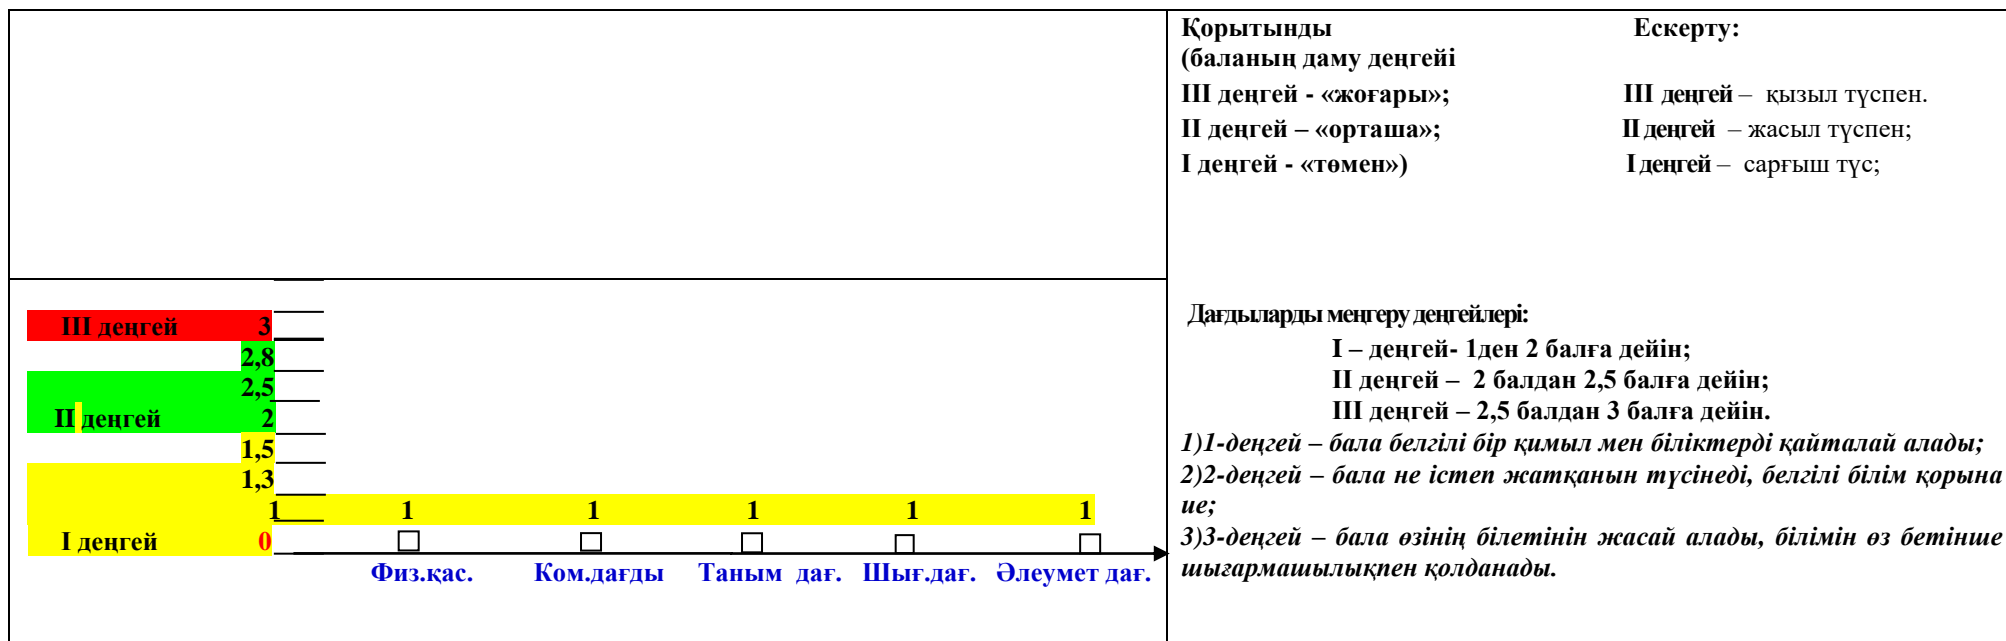 Қорытынды Ескерту:
(баланың даму деңгейі
III деңгей - «жоғары»; III деңгей – қызыл түспен.
II деңгей – «орташа»; II деңгей – жасыл түспен;
I деңгей - «төмен») I деңгей – сарғыш түс;
III деңгей 3
2,8
2,5
II деңгей 2
1,5
1,3
1 1 1 1 1 1
I деңгей 0
Физ.қас. Ком.дағды Таным дағ. Шығ.дағ. Әлеумет дағ.
Дағдыларды меңгеру деңгейлері:
I – деңгей- 1ден 2 балға дейін;
II деңгей – 2 балдан 2,5 балға дейін;
III деңгей – 2,5 балдан 3 балға дейін.
1)1-деңгей – бала белгілі бір қимыл мен біліктерді қайталай алады;
2)2-деңгей – бала не істеп жатқанын түсінеді, белгілі білім қорына
ие;
3)3-деңгей – бала өзінің білетінін жасай алады, білімін өз бетінше
шығармашылықпен қолданады.